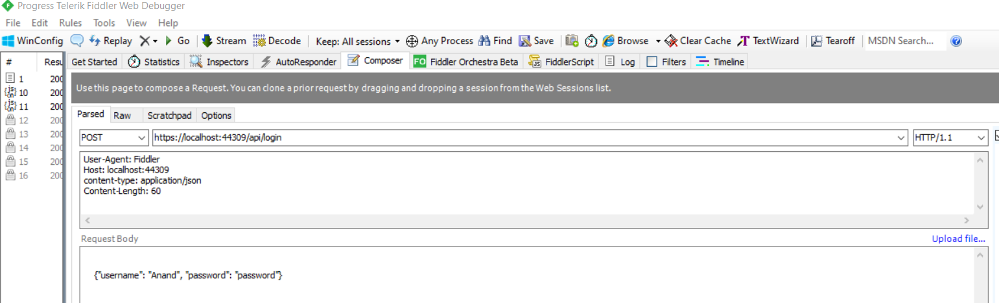 Progress Telerik Fiddler Web Debugger
File Edit Rules Tools View Help
WinConfig Replay Go Stream Decode Keep: All sessions Any Process Find Save Browse Clear Cache TextWizard Tearoff MSDN Search...
# Resu Get Started Statistics Inspectors AutoResponder Composer FO Fiddler Orchestra Beta FiddlerScript Log Filters Timeline
1 200
10 200
11 200
12 200
13 200
14 200
15 200
16 200
Use this page to compose a Request. You can clone a prior request by dragging and dropping a session from the Web Sessions list.
Parsed Raw Scratchpad Options
POST https://localhost:44309/api/login HTTP/1.1
User-Agent: Fiddler
Host: localhost:44309
content-type: application/json
Content-Length: 60
Request Body Upload file...
{"username": "Anand", "password": "password"}